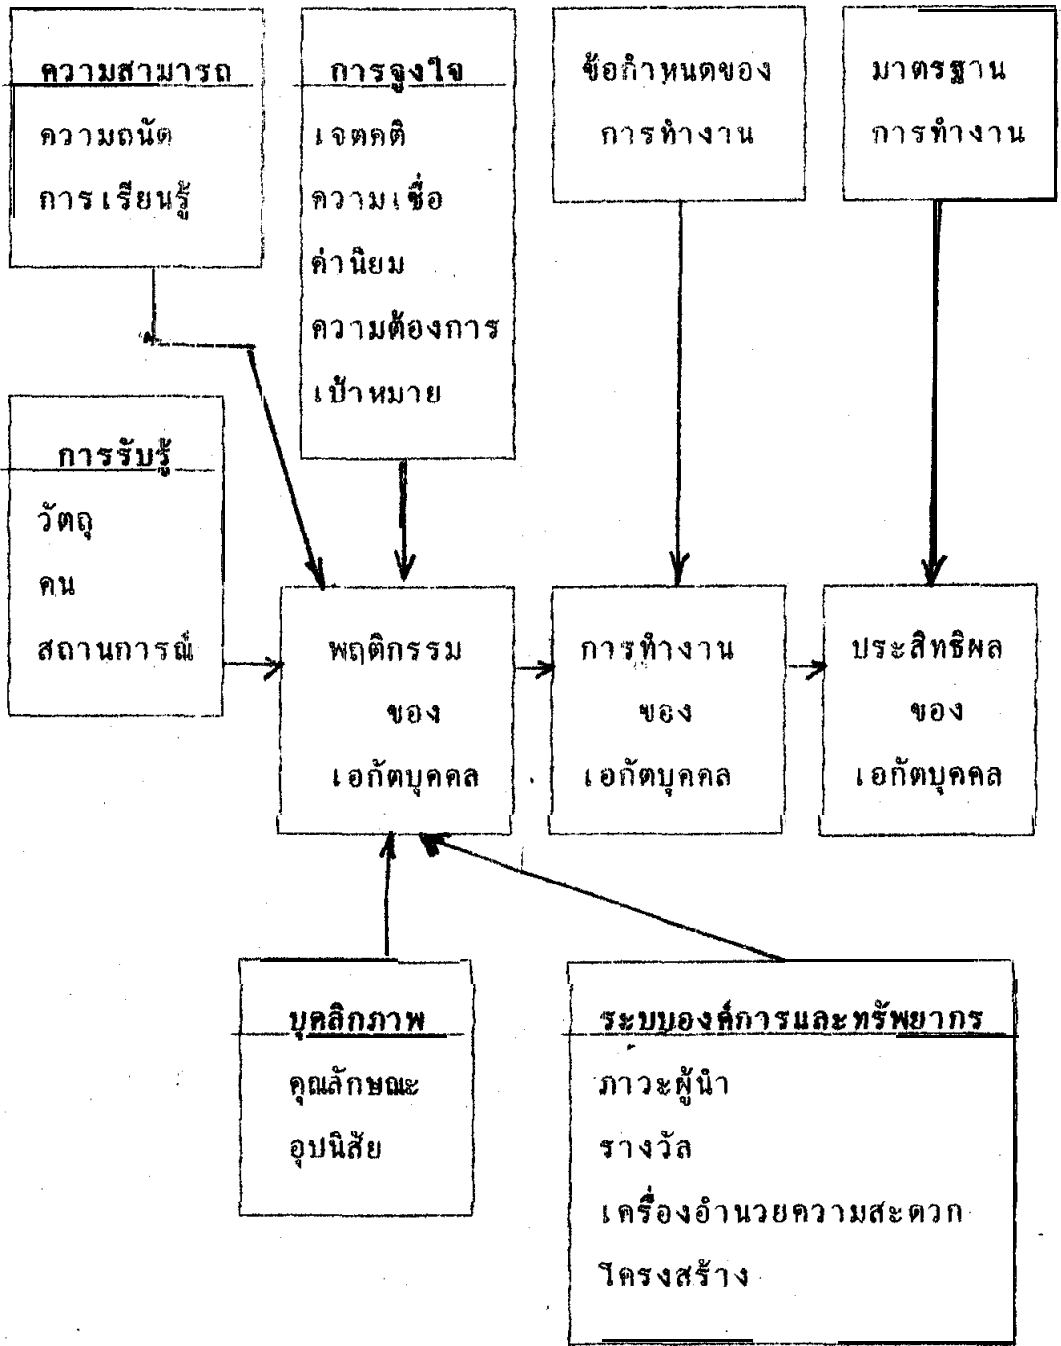 ความสามารถ
ความถนัด
การเรียนรู้
การจูงใจ
เจตคติ
ความเชื่อ
ค่านิยม
ความต้องการ
เป้าหมาย
ข้อกำหนดของ
การทำงาน
มาตรฐาน
การทำงาน
การรับรู้
วัตถุ
คน
สถานการณ์
พฤติกรรม
ของ
เอกัตบุคคล
การทำงาน
ของ
เอกัตบุคคล
ประสิทธิผล
ของ
เอกัตบุคคล
บุคลิกภาพ
คุณลักษณะ
อุปนิสัย
ระบบองค์การและทรัพยากร
ภาวะผู้นำ
รางวัล
เครื่องอำนวยความสะดวก
โครงสร้าง